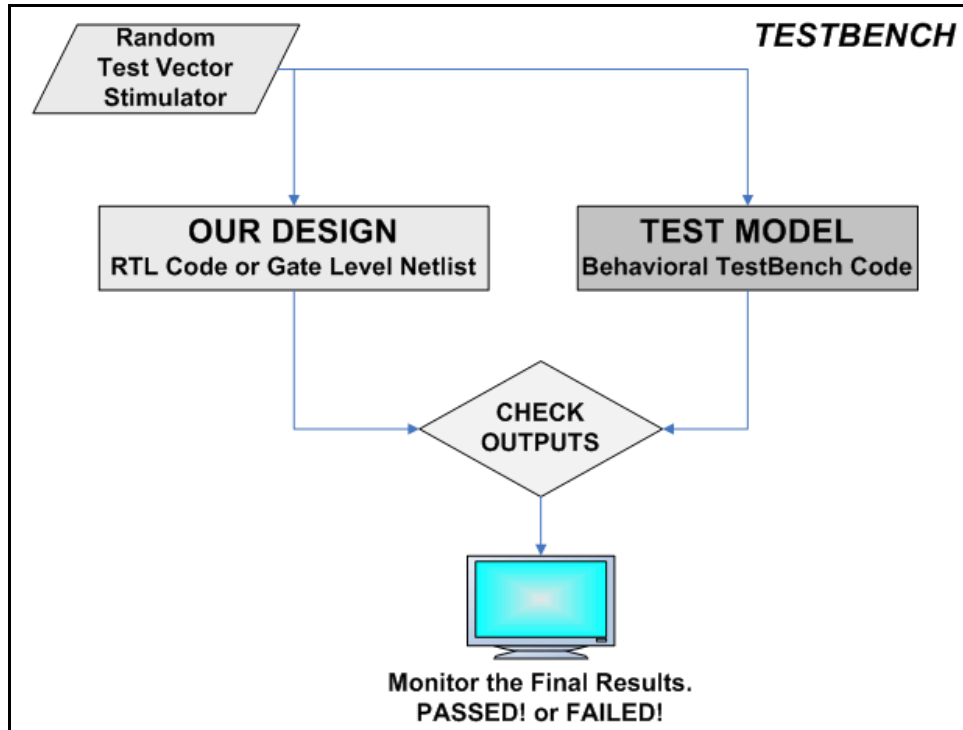 TESTBENCH
Random
Test Vector
Stimulator
OUR DESIGN
RTL Code or Gate Level Netlist
TEST MODEL
Behavioral TestBench Code
CHECK
OUTPUTS
Monitor the Final Results.
PASSED! or FAILED!